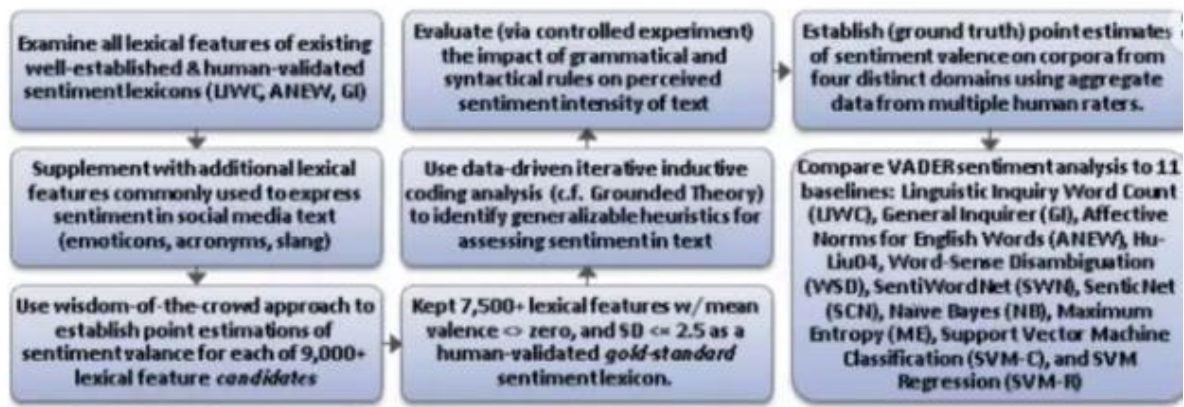 Examine all lexical features of existing
well-established & human-validated
sentiment lexicons (LIWC, ANEW, GI)
Supplement with additional lexical
features commonly used to express
sentiment in social media text
(emoticons, acronyms, slang)
Use wisdom-of-the-crowd approach to
establish point estimations of
sentiment valance for each of 9,000+
lexical feature candidates
Kept 7,500+ lexical features w/ mean
valence <> zero, and SD <= 2.5 as a
human-validated gold-standard
sentiment lexicon.
Use data-driven iterative inductive
coding analysis (c.f. Grounded Theory)
to identify generalizable heuristics for
assessing sentiment in text
Evaluate (via controlled experiment)
the impact of grammatical and
syntactical rules on perceived
sentiment intensity of text
Establish (ground truth) point estimates
of sentiment valence on corpora from
four distinct domains using aggregate
data from multiple human raters.
Compare VADER sentiment analysis to 11
baselines: Linguistic Inquiry Word Count
(LIWC), General Inquirer (GI), Affective
Norms for English Words (ANEW), Hu-
Liu04, Word-Sense Disambiguation
(WSD), SentiWordNet (SWN), SenticNet
(SCN), Naïve Bayes (NB), Maximum
Entropy (ME), Support Vector Machine
Classification (SVM-C), and SVM
Regression (SVM-R)